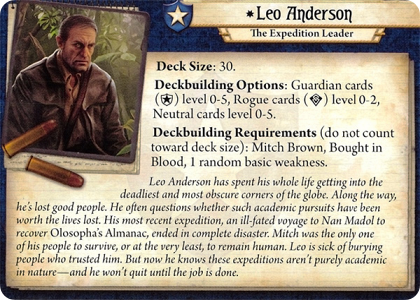 Leo Anderson
The Expedition Leader
Deck Size: 30.
Deckbuilding Options: Guardian cards
() level 0-5, Rogue cards () level 0-2,
Neutral cards level 0-5.
Deckbuilding Requirements (do not count
toward deck size): Mitch Brown, Bought in
Blood, 1 random basic weakness.
Leo Anderson has spent his whole life getting into the
deadliest and most obscure corners of the globe. Along the way,
he's lost good people. He often questions whether such academic pursuits have been
worth the lives lost. His most recent expedition, an ill-fated voyage to Nan Madol to
recover Olosopha's Almanac, ended in complete disaster. Mitch was the only one
of his people to survive, or at the very least, to remain human. Leo is sick of burying
people who trusted him. But now he knows these expeditions aren't purely academic
in nature—and he won't quit until the job is done.